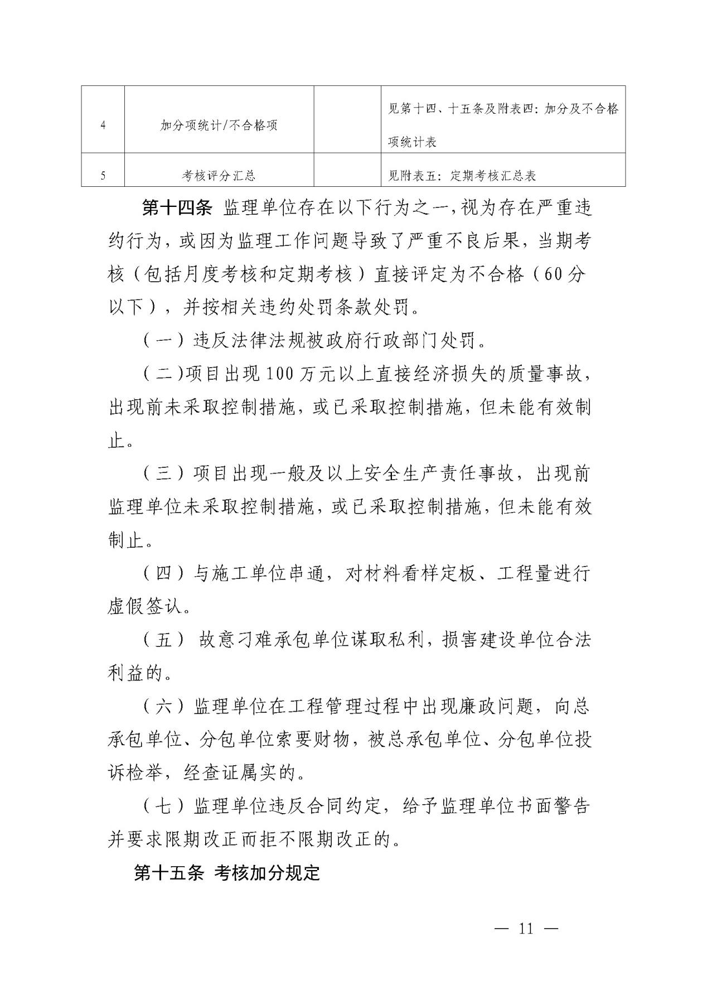 4
加分项统计/不合格项
见第十四、十五条及附表四：加分及不合格
项统计表
5
考核评分汇总
见附表五：定期考核汇总表
第十四条 监理单位存在以下行为之一，视为存在严重违
约行为，或因为监理工作问题导致了严重不良后果，当期考
核（包括月度考核和定期考核）直接评定为不合格（60分
以下），并按相关违约处罚条款处罚。
（一）违反法律法规被政府行政部门处罚。
（二)项目出现100万元以上直接经济损失的质量事故，
出现前未采取控制措施，或已采取控制措施，但未能有效制
止。
（三）项目出现一般及以上安全生产责任事故，出现前
监理单位未采取控制措施，或已采取控制措施，但未能有效
制止。
（四）与施工单位串通，对材料看样定板、工程量进行
虚假签认。
（五） 故意刁难承包单位谋取私利，损害建设单位合法
利益的。
（六）监理单位在工程管理过程中出现廉政问题，向总
承包单位、分包单位索要财物，被总承包单位、分包单位投
诉检举，经查证属实的。
（七）监理单位违反合同约定，给予监理单位书面警告
并要求限期改正而拒不限期改正的。
第十五条 考核加分规定
— 11 —